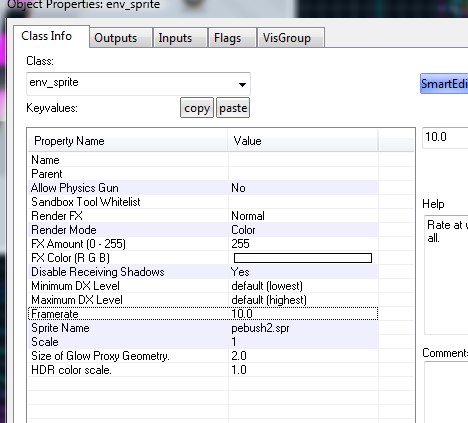 Object Properties: env_sprite
Class Info Outputs Inputs Flags VisGroup
Class:
env_sprite SmartEdi
Keyvalues: copy paste
Property Name Value 10.0
Name
Parent
Allow Physics Gun No
Sandbox Tool Whitelist Help
Render FX Normal Rate at w
Render Mode Color all.
FX Amount (0 - 255) 255
FX Color (R G B)
Disable Receiving Shadows Yes
Minimum DX Level default (lowest)
Maximum DX Level default (highest)
Framerate 10.0
Sprite Name pebush2.spr
Scale 1
Size of Glow Proxy Geometry. 2.0 Comment
HDR color scale. 1.0